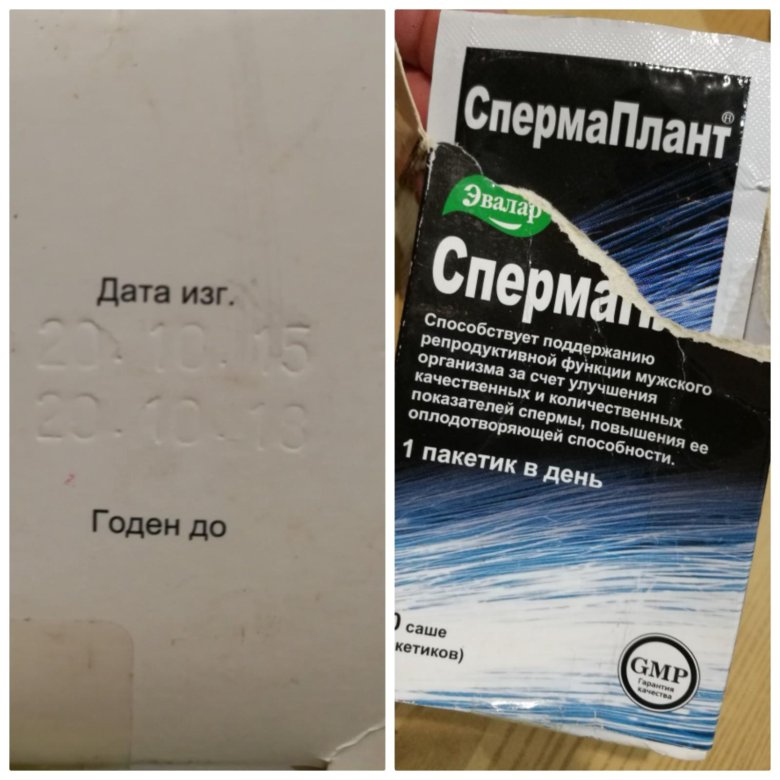 Дата изг.
20.10.15
20.10.18
Годен до
СпермаПлант®
Эвалар
Сперма
Способствует поддержанию
репродуктивной функции мужского
организма за счет улучшения
качественных и количественных
показателей спермы, повышения ее
оплодотворяющей способности.
1 пакетик в день
0 саше
кетиков)
GMP
Гарантия
качества